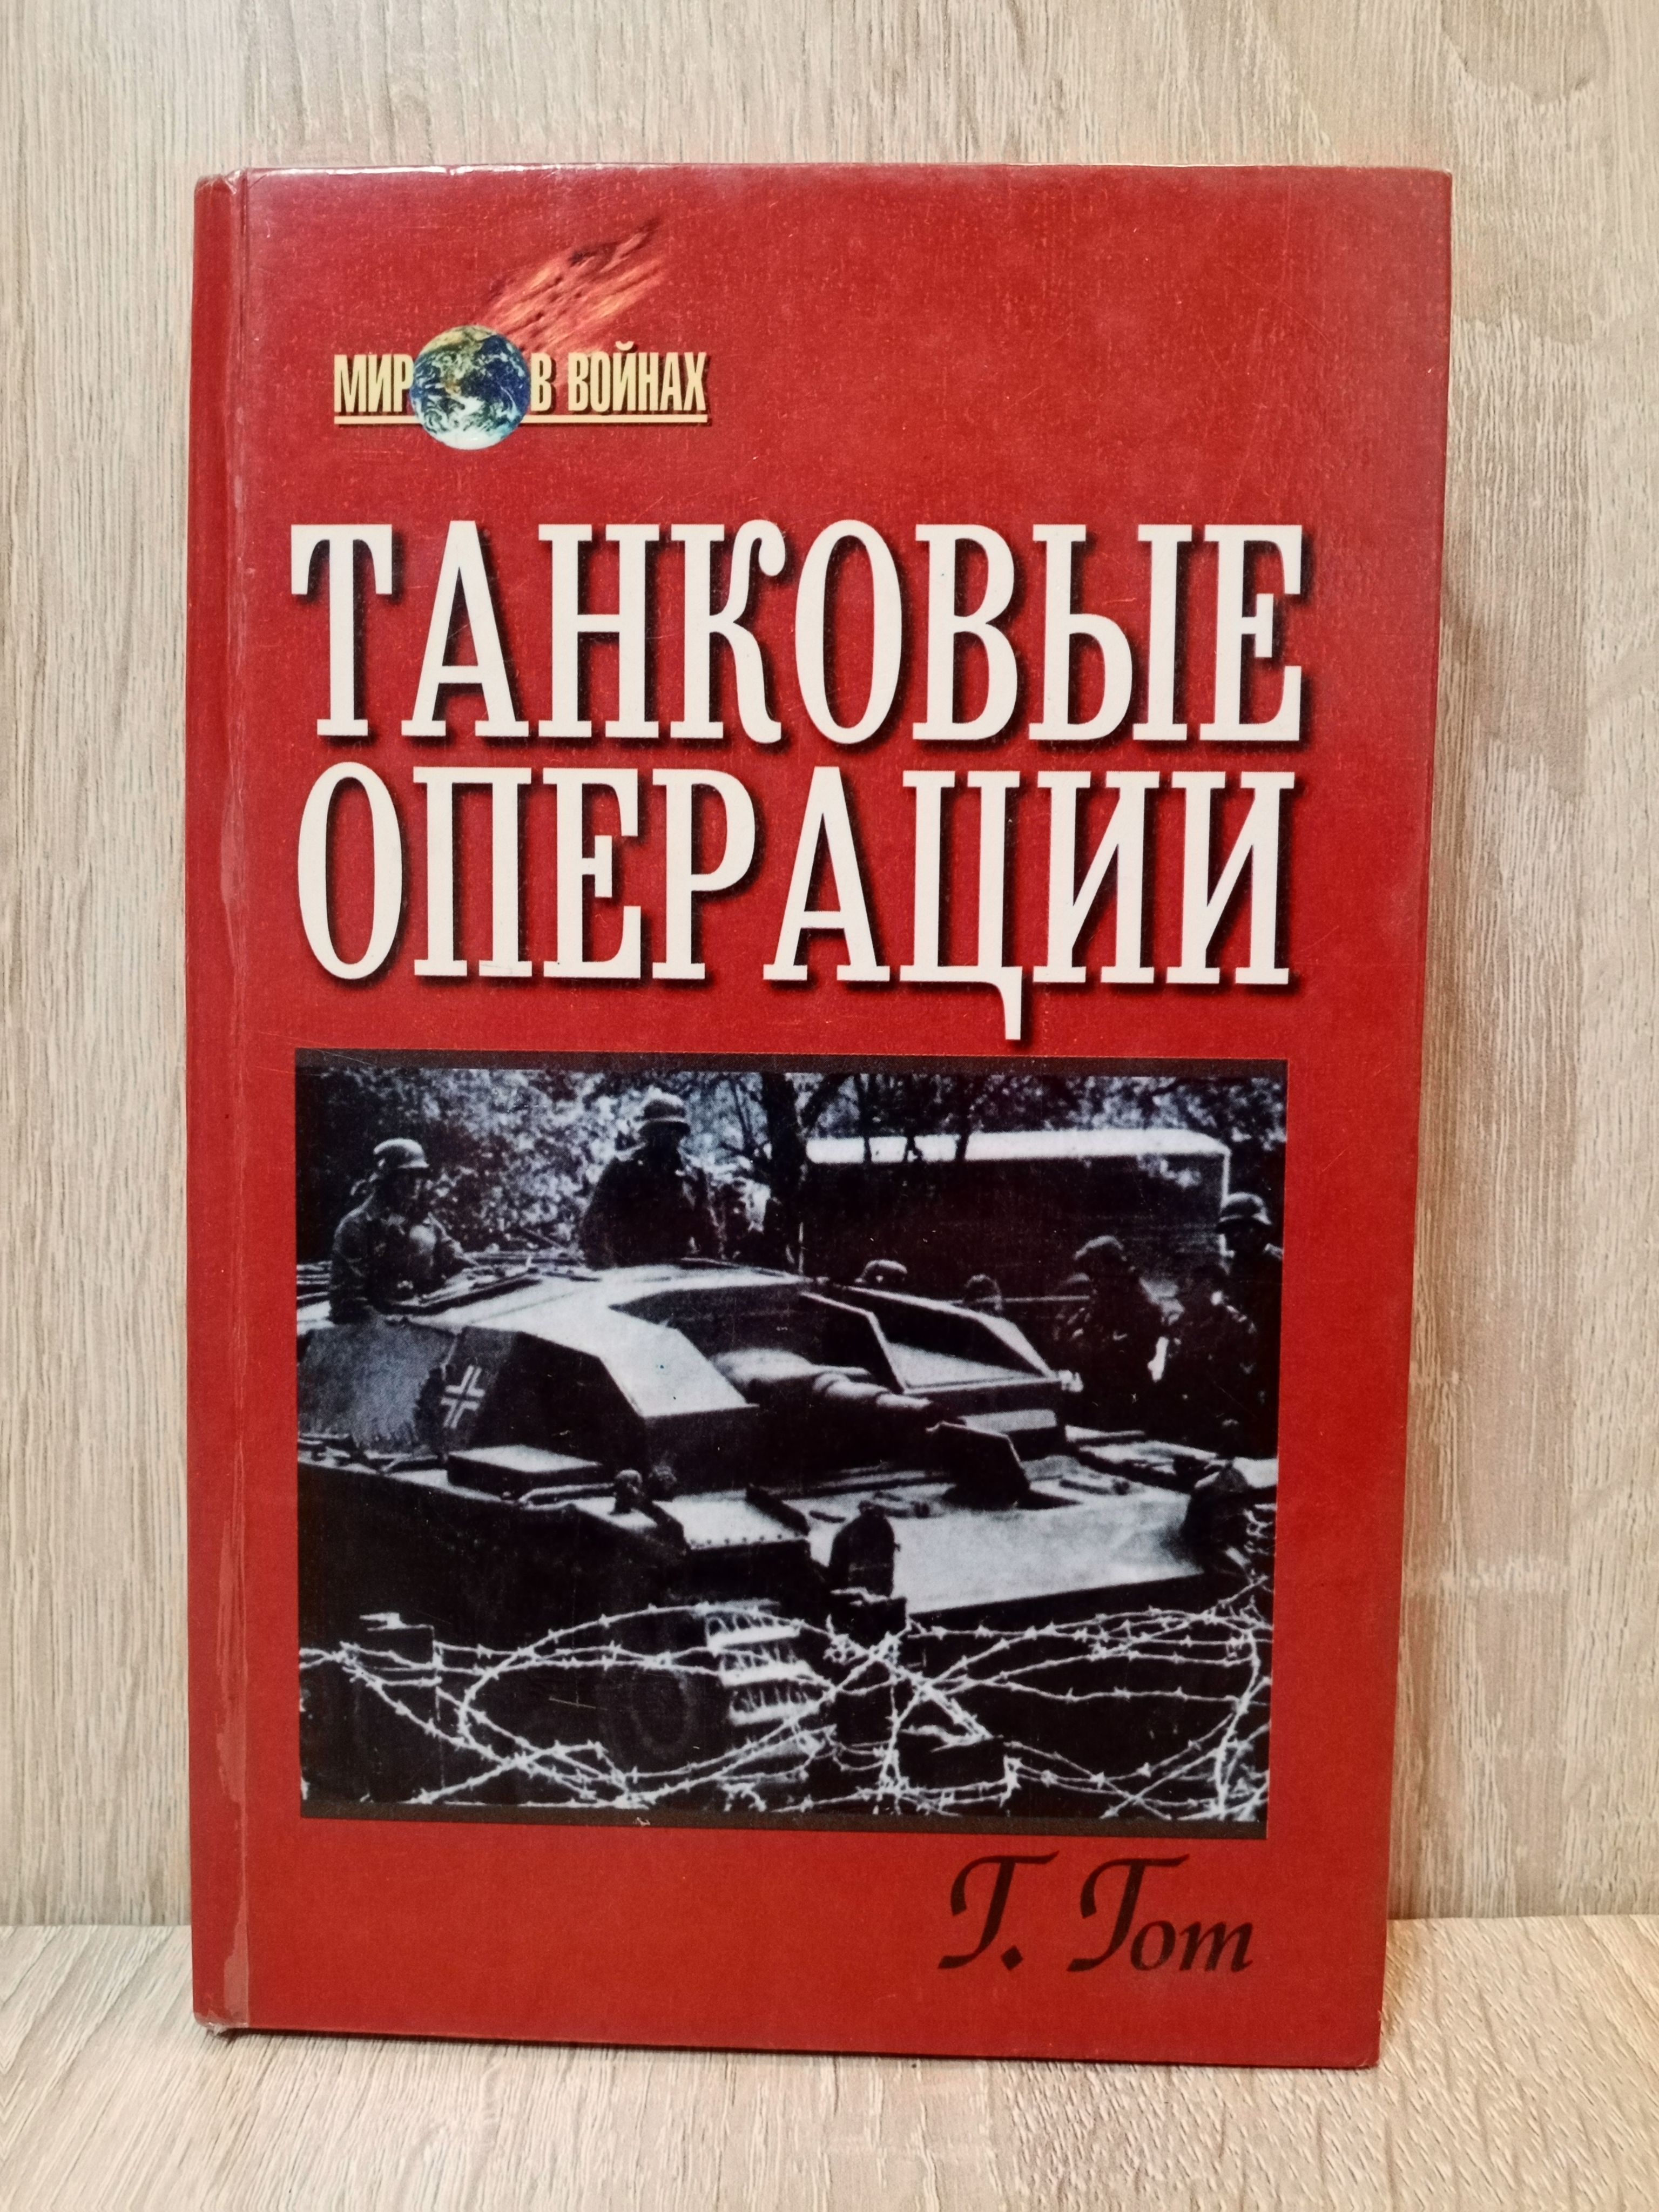 МИР В ВОЙНАХ
ТАНКОВЫЕ
ОПЕРАЦИИ
Г. Гот